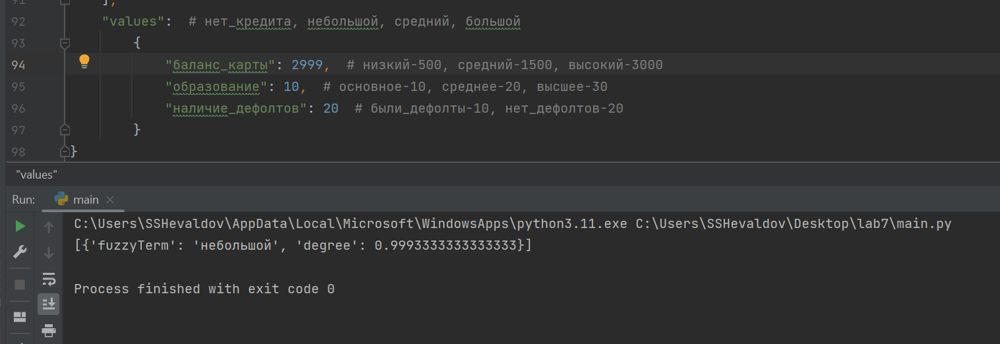 91 ],
92 "values": # нет_кредита, небольшой, средний, большой
93 {
94 "баланс_карты": 2999, # низкий-500, средний-1500, высокий-3000
95 "образование": 10, # основное-10, среднее-20, высшее-30
96 "наличие_дефолтов": 20 # были_дефолты-10, нет_дефолтов-20
97 }
98 }
"values"
Run: main
C:\Users\SSHevaldov\AppData\Local\Microsoft\WindowsApps\python3.11.exe C:\Users\SSHevaldov\Desktop\lab7\main.py
[{'fuzzyTerm': 'небольшой', 'degree': 0.9993333333333333}]
Process finished with exit code 0